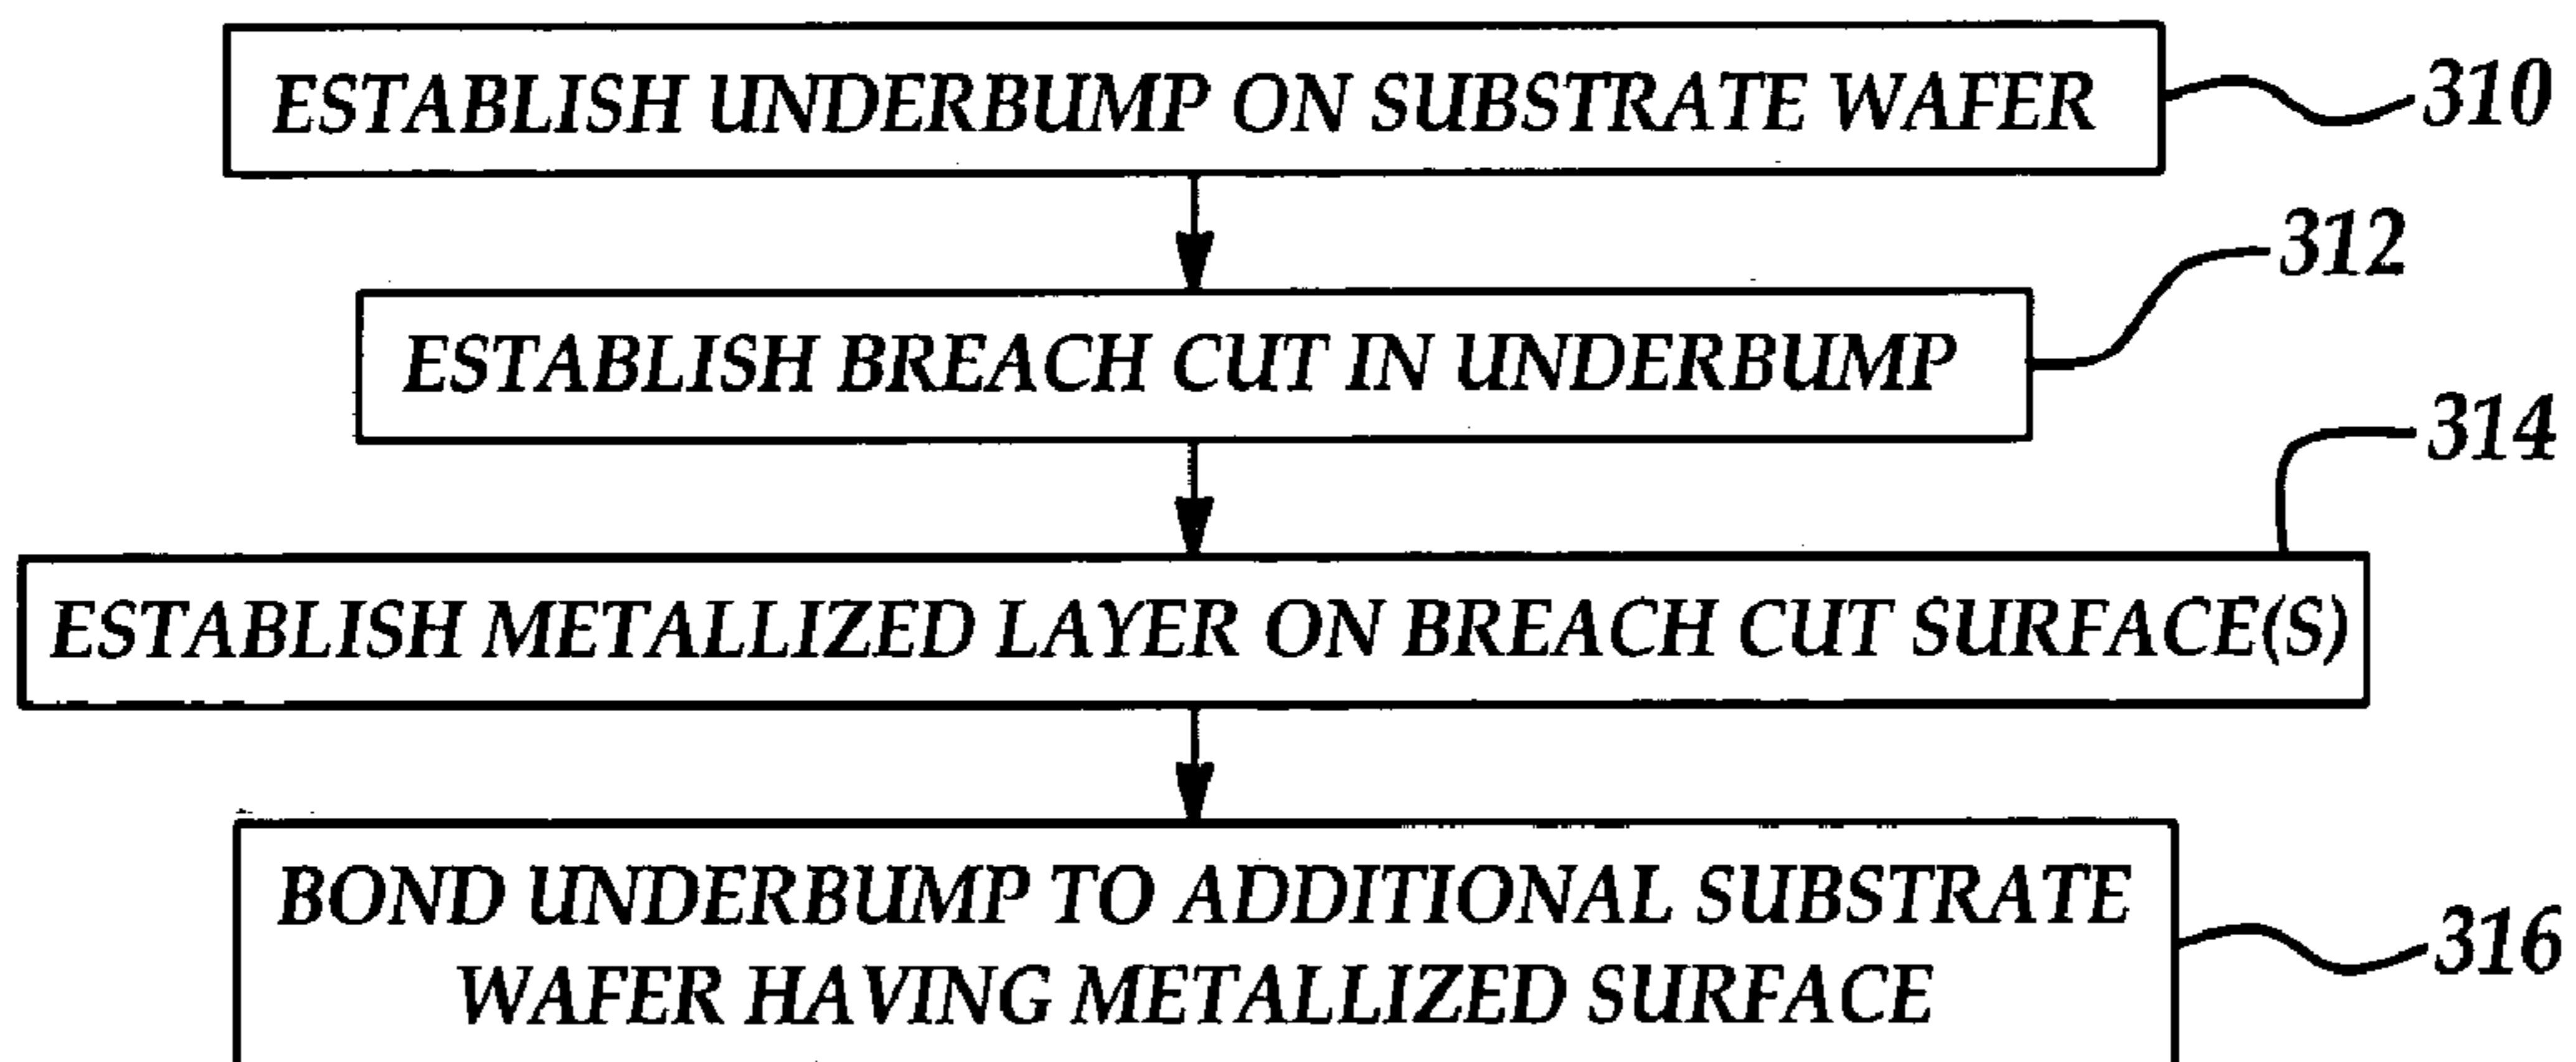 ESTABLISH UNDERBUMP ON SUBSTRATE WAFER
310
312
ESTABLISH BREACH CUT IN UNDERBUMP
314
ESTABLISH METALLIZED LAYER ON BREACH CUT SURFACE(S)
BOND UNDERBUMP TO ADDITIONAL SUBSTRATE
WAFER HAVING METALLIZED SURFACE
316